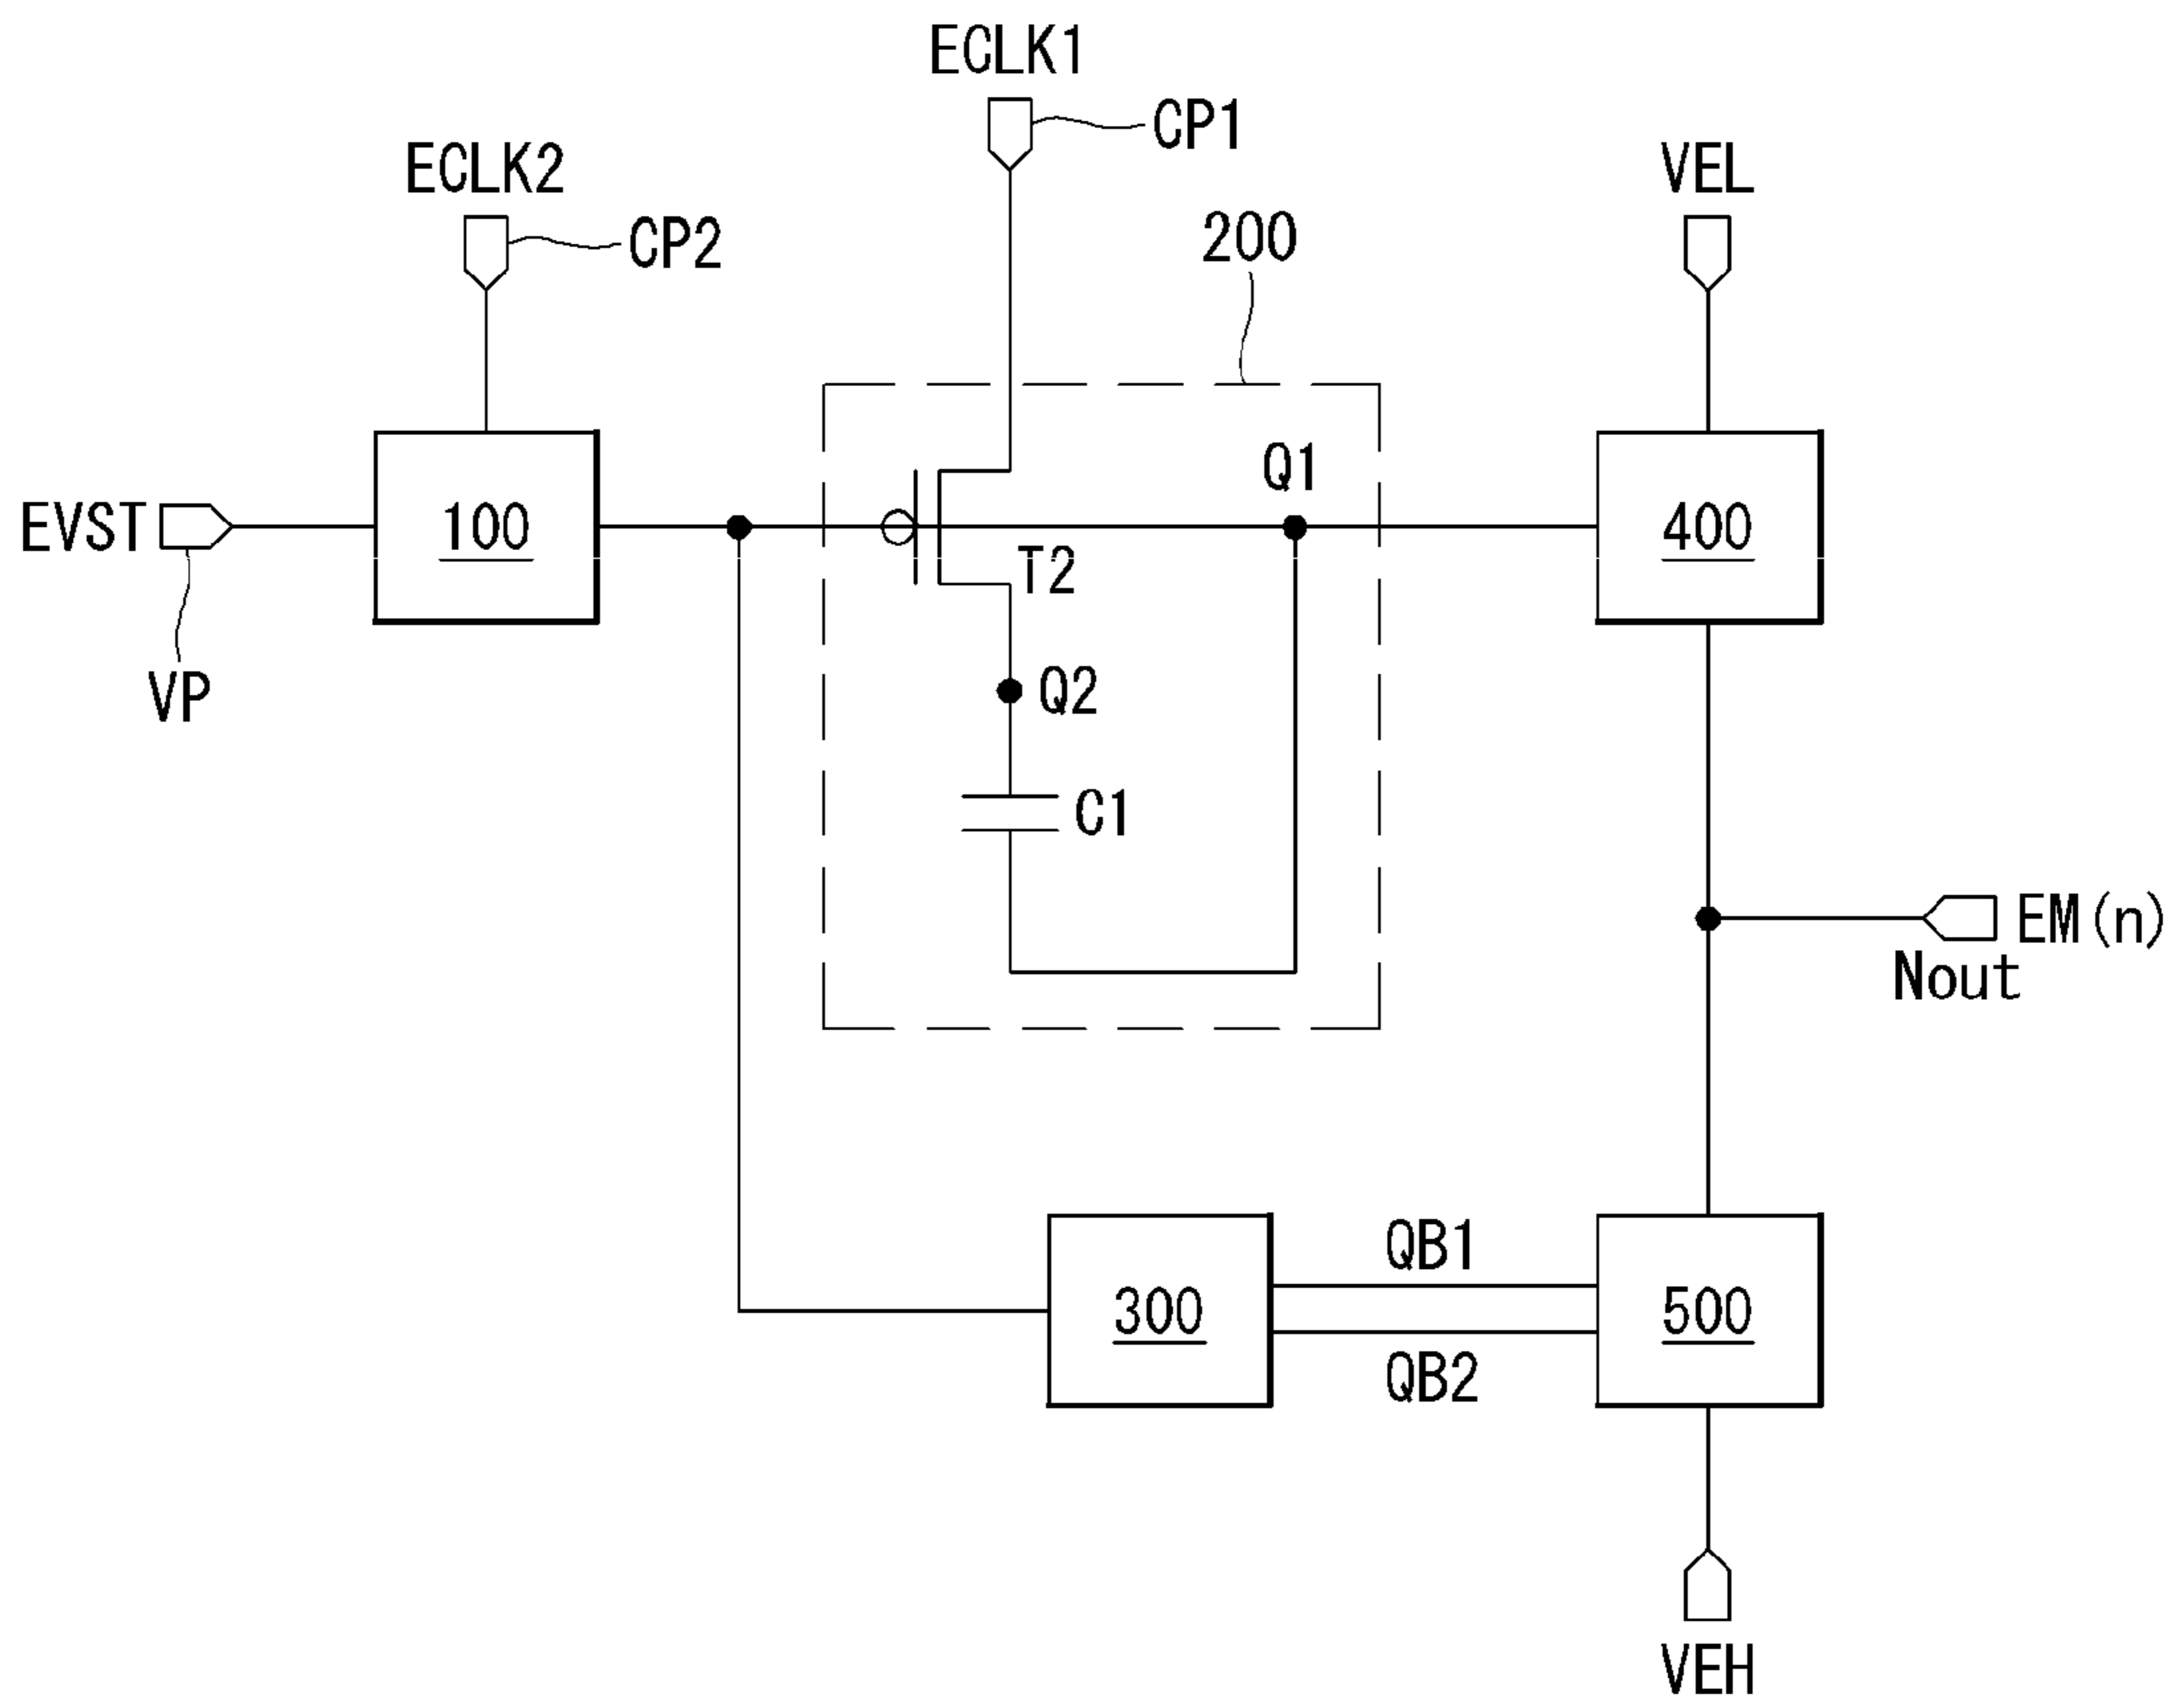 ECLK1
CP1
ECLK2
CP2
VEL
200
Q1
EVST
100
400
T2
VP
Q2
C1
EM(n)
Nout
QB1
300
500
QB2
VEH